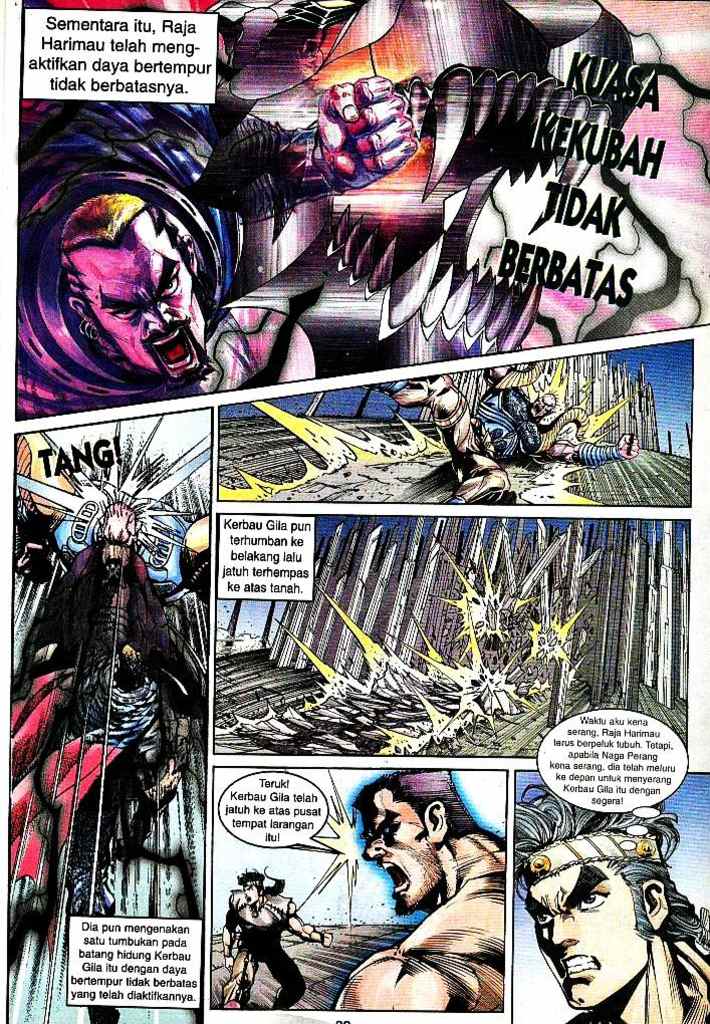 Sementara itu, Raja
Harimau telah meng-
aktifkan daya bertempur
tidak berbatasnya.
KUASA
KEKUBAH
TIDAK
BERBATAS
TANG!
Kerbau Gila pun
terhumban ke
belakang lalu
jatuh terhempas
ke atas tanah.
Dia pun mengenakan
satu tumbukan pada
batang hidung Kerbau
Gila itu dengan daya
bertempur tidak berbatas
yang telah diaktifkannya.
Teruk!
Kerbau Gila telah
jatuh ke atas pusat
tempat larangan
itu!
Waktu aku kena
serang, Raja Harimau
terus berpeluk tubuh. Tetapi,
apabila Naga Perang
kena serang, dia telah meluru
ke depan untuk menyerang
Kerbau Gila itu dengan
segera!